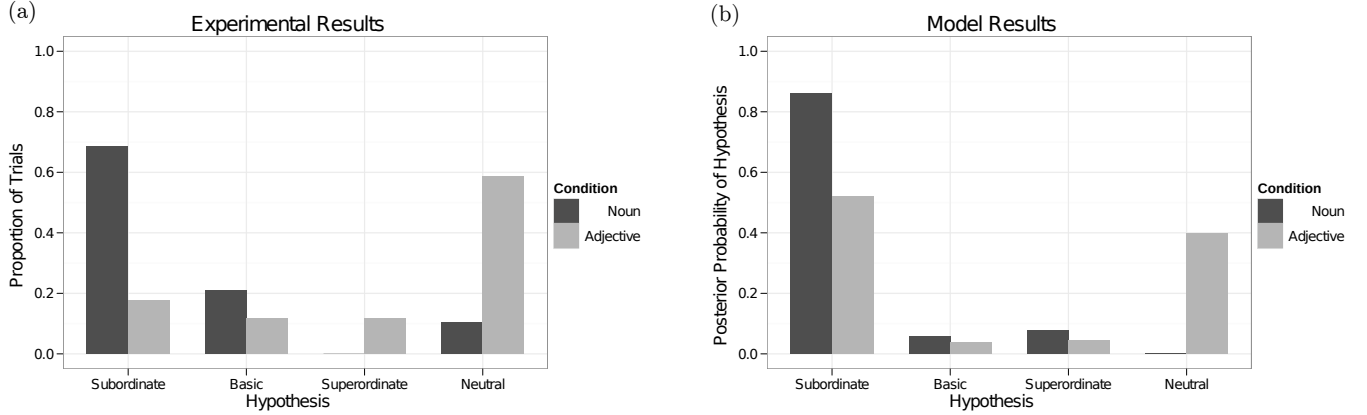 (a)
Experimental Results
Proportion of Trials
1.0
0.8
0.6
0.4
0.2
0.0
Subordinate Basic Superordinate Neutral
Hypothesis
Condition
Noun
Adjective
(b)
Model Results
Posterior Probability of Hypothesis
1.0
0.8
0.6
0.4
0.2
0.0
Subordinate Basic Superordinate Neutral
Hypothesis
Condition
Noun
Adjective